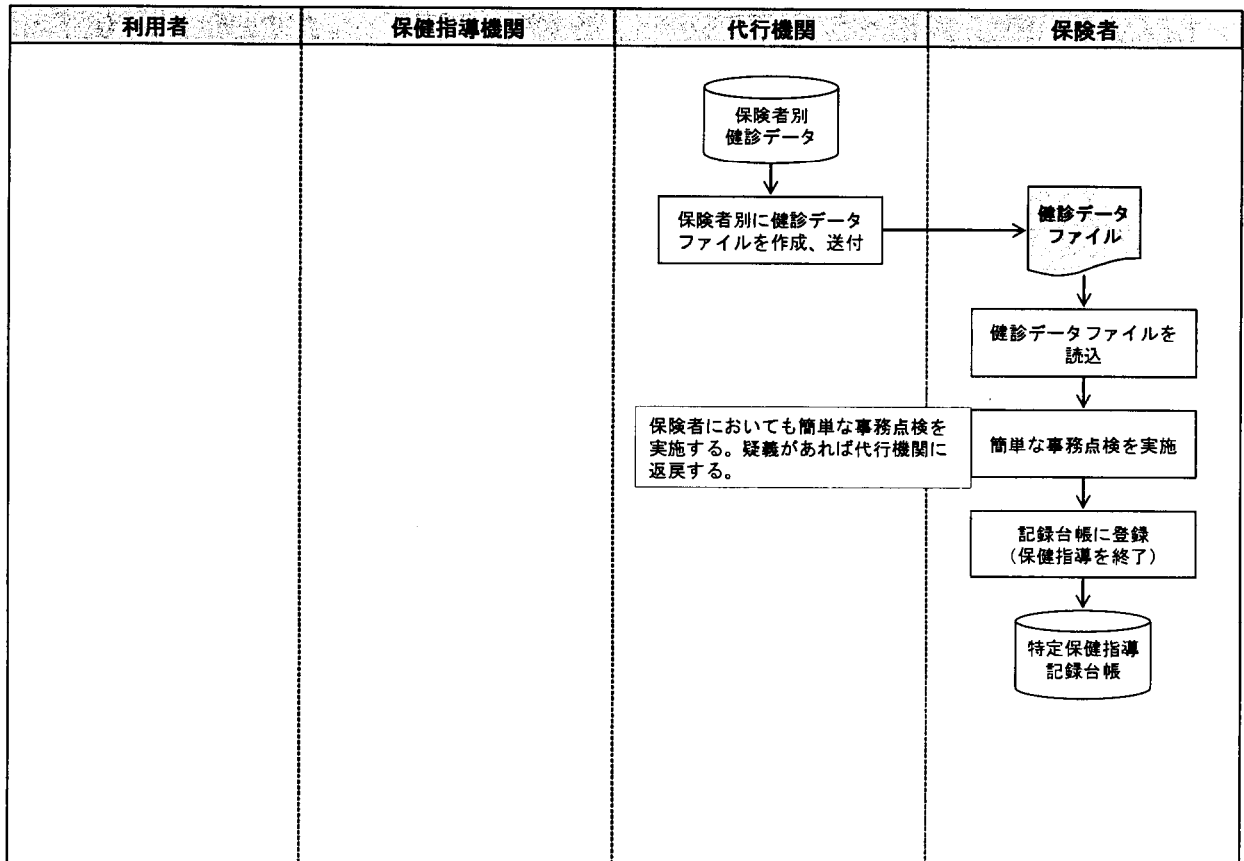 利用者
保健指導機関
代行機関
保険者
保険者別
健診データ
保険者別に健診データ
ファイルを作成、送付
健診データ
ファイル
健診データファイルを
読込
保険者においても簡単な事務点検を
実施する。疑義があれば代行機関に
返戻する。
簡単な事務点検を実施
記録台帳に登録
（保健指導を終了）
特定保健指導
記録台帳